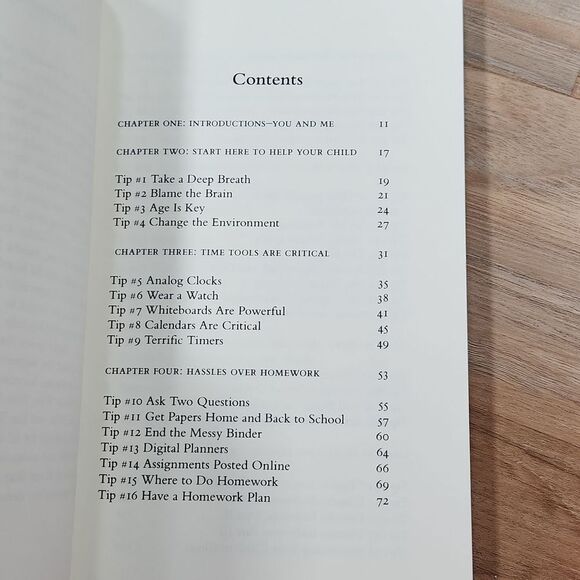 Contents
CHAPTER ONE: INTRODUCTIONS—YOU AND ME 11
CHAPTER TWO: START HERE TO HELP YOUR CHILD 17
Tip #1 Take a Deep Breath 19
Tip #2 Blame the Brain 21
Tip #3 Age Is Key 24
Tip #4 Change the Environment 27
CHAPTER THREE: TIME TOOLS ARE CRITICAL 31
Tip #5 Analog Clocks 35
Tip #6 Wear a Watch 38
Tip #7 Whiteboards Are Powerful 41
Tip #8 Calendars Are Critical 45
Tip #9 Terrific Timers 49
CHAPTER FOUR: HASSLES OVER HOMEWORK 53
Tip #10 Ask Two Questions 55
Tip #11 Get Papers Home and Back to School 57
Tip #12 End the Messy Binder 60
Tip #13 Digital Planners 64
Tip #14 Assignments Posted Online 66
Tip #15 Where to Do Homework 69
Tip #16 Have a Homework Plan 72